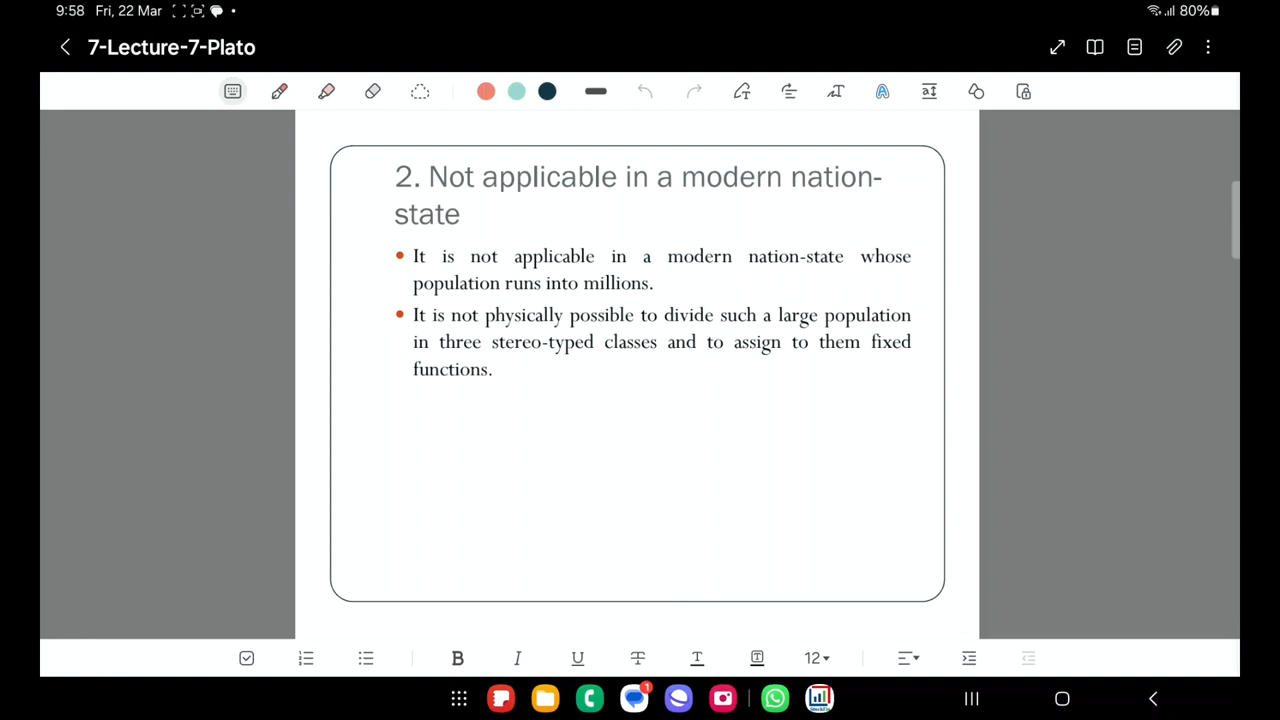 9:58 Fri, 22 Mar
80%
7-Lecture-7-Plato
2. Not applicable in a modern nation-
state
• It is not applicable in a modern nation-state whose
population runs into millions.
• It is not physically possible to divide such a large population
in three stereo-typed classes and to assign to them fixed
functions.
B I U T T T 12
1